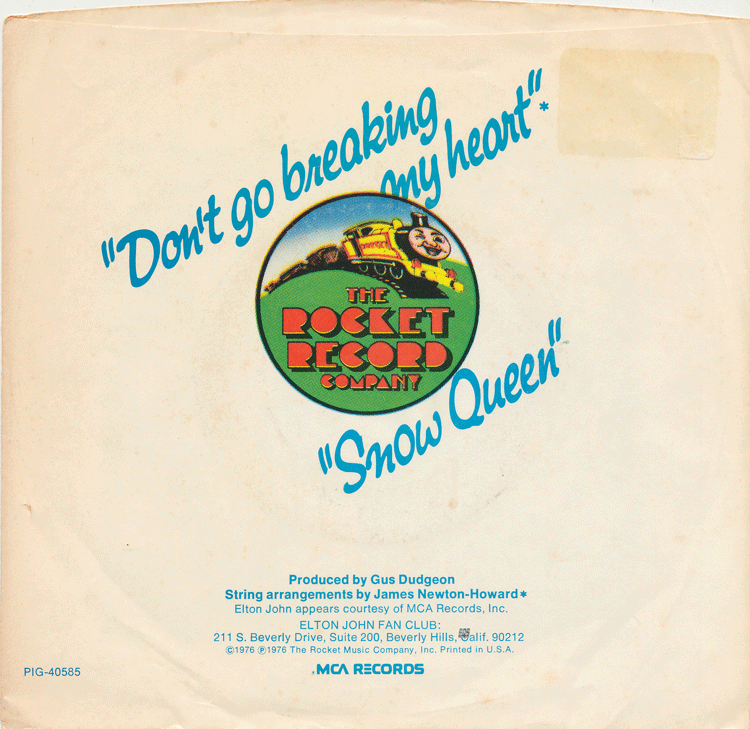 "Don't go breaking
my heart"*
THE
ROCKET
RECORD
COMPANY
"Snow Queen"
Produced by Gus Dudgeon
String arrangements by James Newton-Howard*
Elton John appears courtesy of MCA Records, Inc.
ELTON JOHN FAN CLUB:
211 S. Beverly Drive, Suite 200, Beverly Hills, Calif. 90212
©1976 ℗1976 The Rocket Music Company, Inc. Printed in U.S.A.
PIG-40585
MCA RECORDS